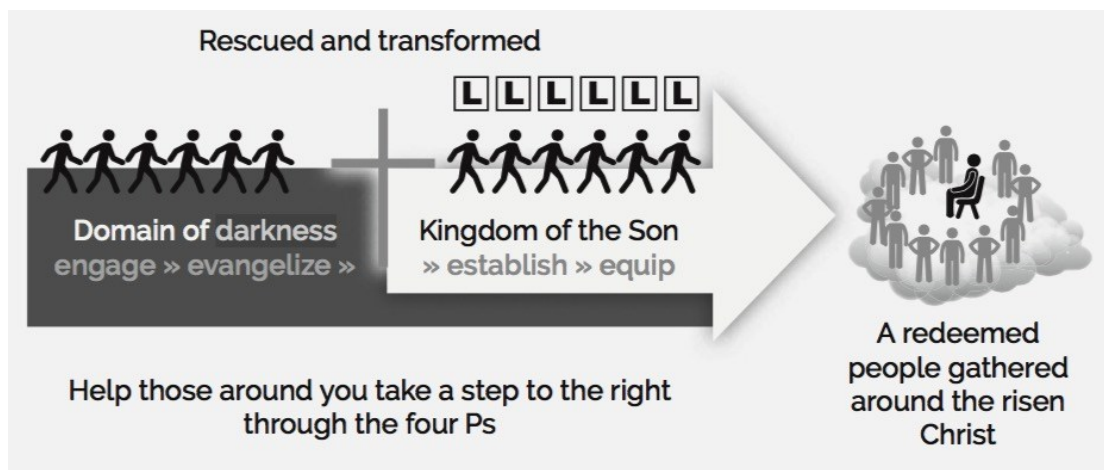 Rescued and transformed
L L L L L L
Domain of darkness
engage » evangelize »
Kingdom of the Son
» establish » equip
Help those around you take a step to the right
through the four Ps
A redeemed
people gathered
around the risen
Christ